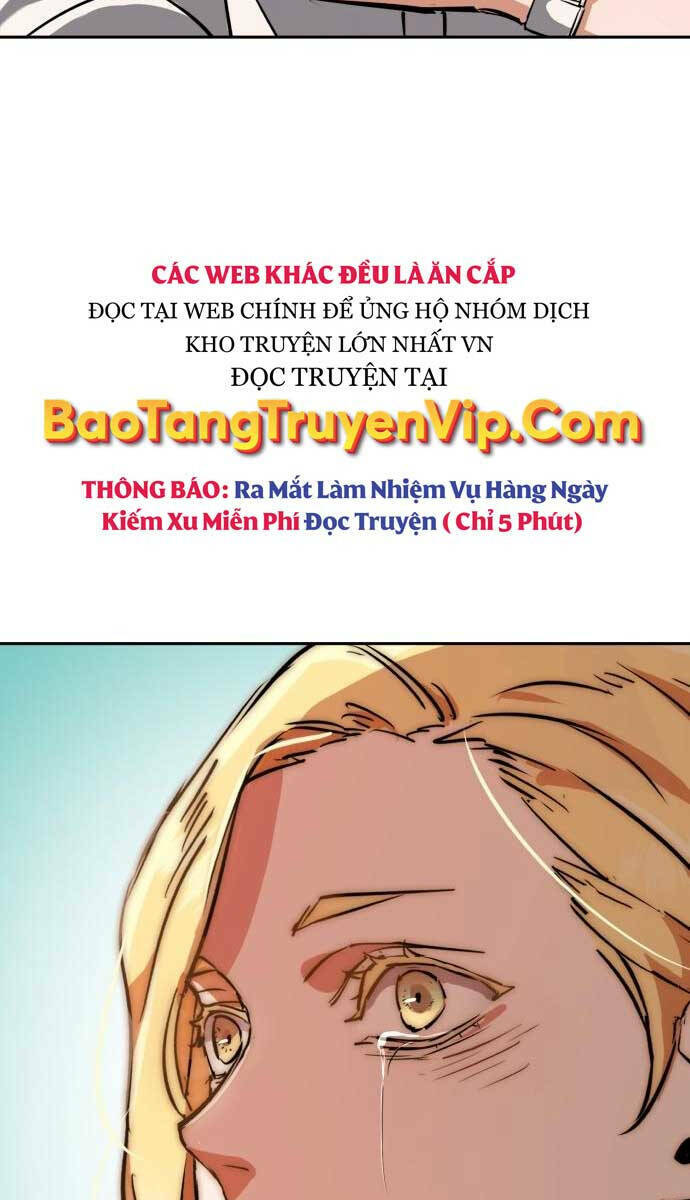 CÁC WEB KHÁC ĐỀU LÀ ĂN CẮP
ĐỌC TẠI WEB CHÍNH ĐỂ ỦNG HỘ NHÓM DỊCH
KHO TRUYỆN LỚN NHẤT VN
ĐỌC TRUYỆN TẠI
BaoTangTruyenVip.Com
THÔNG BÁO: Ra Mắt Làm Nhiệm Vụ Hàng Ngày
Kiếm Xu Miễn Phí Đọc Truyện ( Chỉ 5 Phút)